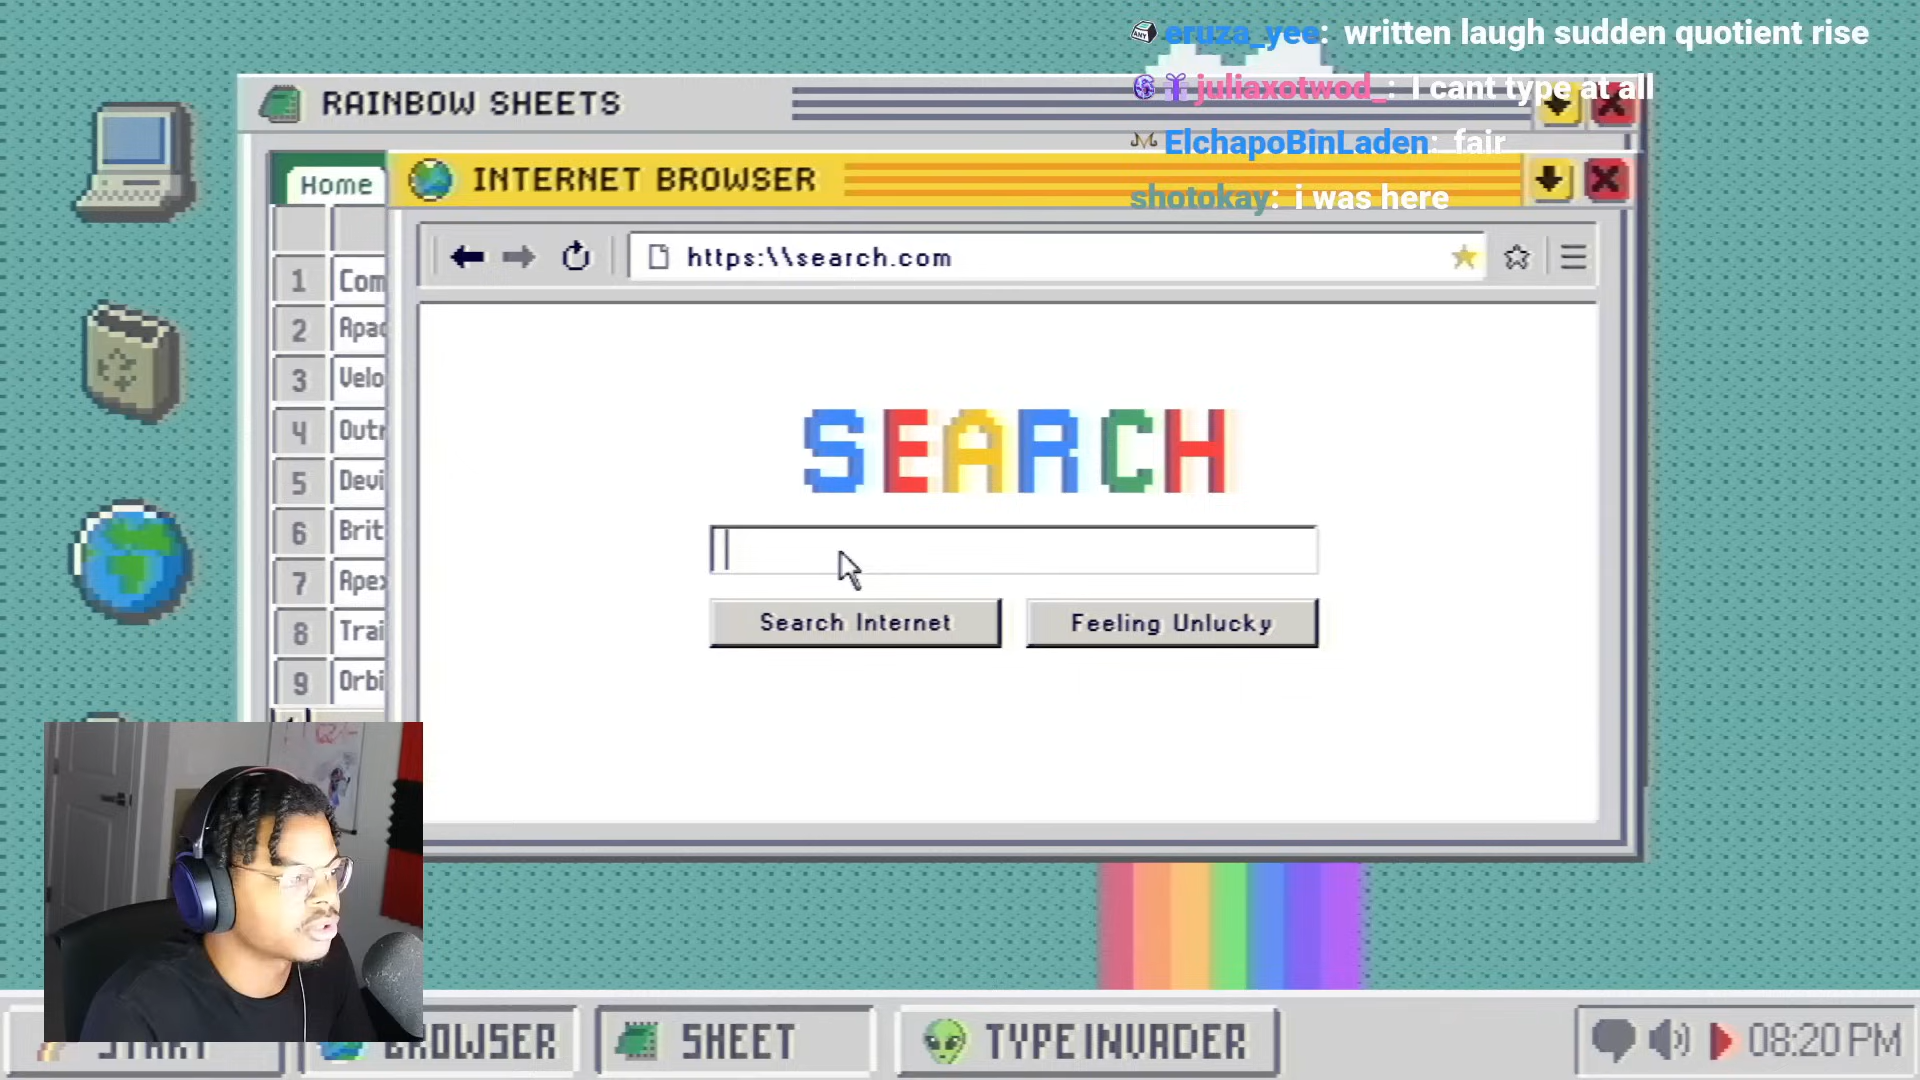 eruza_yee: written laugh sudden quotient rise
juliaxotwod_: I cant type at all
ElchapoBinLaden: fair
shotokay: i was here
RAINBOW SHEETS
Home
INTERNET BROWSER
https:\\search.com
1 Com
2 Apac
3 Velo
4 Outr
5 Devi
6 Brit
7 Apex
8 Trai
9 Orbi
SEARCH
Search Internet
Feeling Unlucky
START
BROWSER
SHEET
TYPE INVADER
08:20 PM